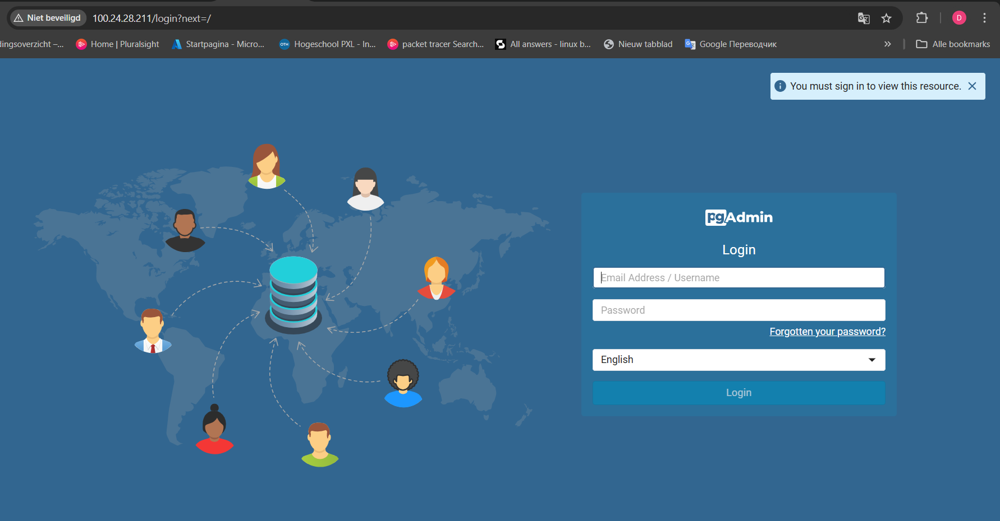 Niet beveiligd
100.24.28.211/login?next=/
D
dingsoverzicht –...
Home | Pluralsight
Startpagina - Micro...
OTH
Hogeschool PXL - In...
packet tracer Search...
All answers - linux b...
Nieuw tabblad
Google Переводчик
»
Alle bookmarks
You must sign in to view this resource.
pgAdmin
Login
Email Address / Username
Password
Forgotten your password?
English
Login